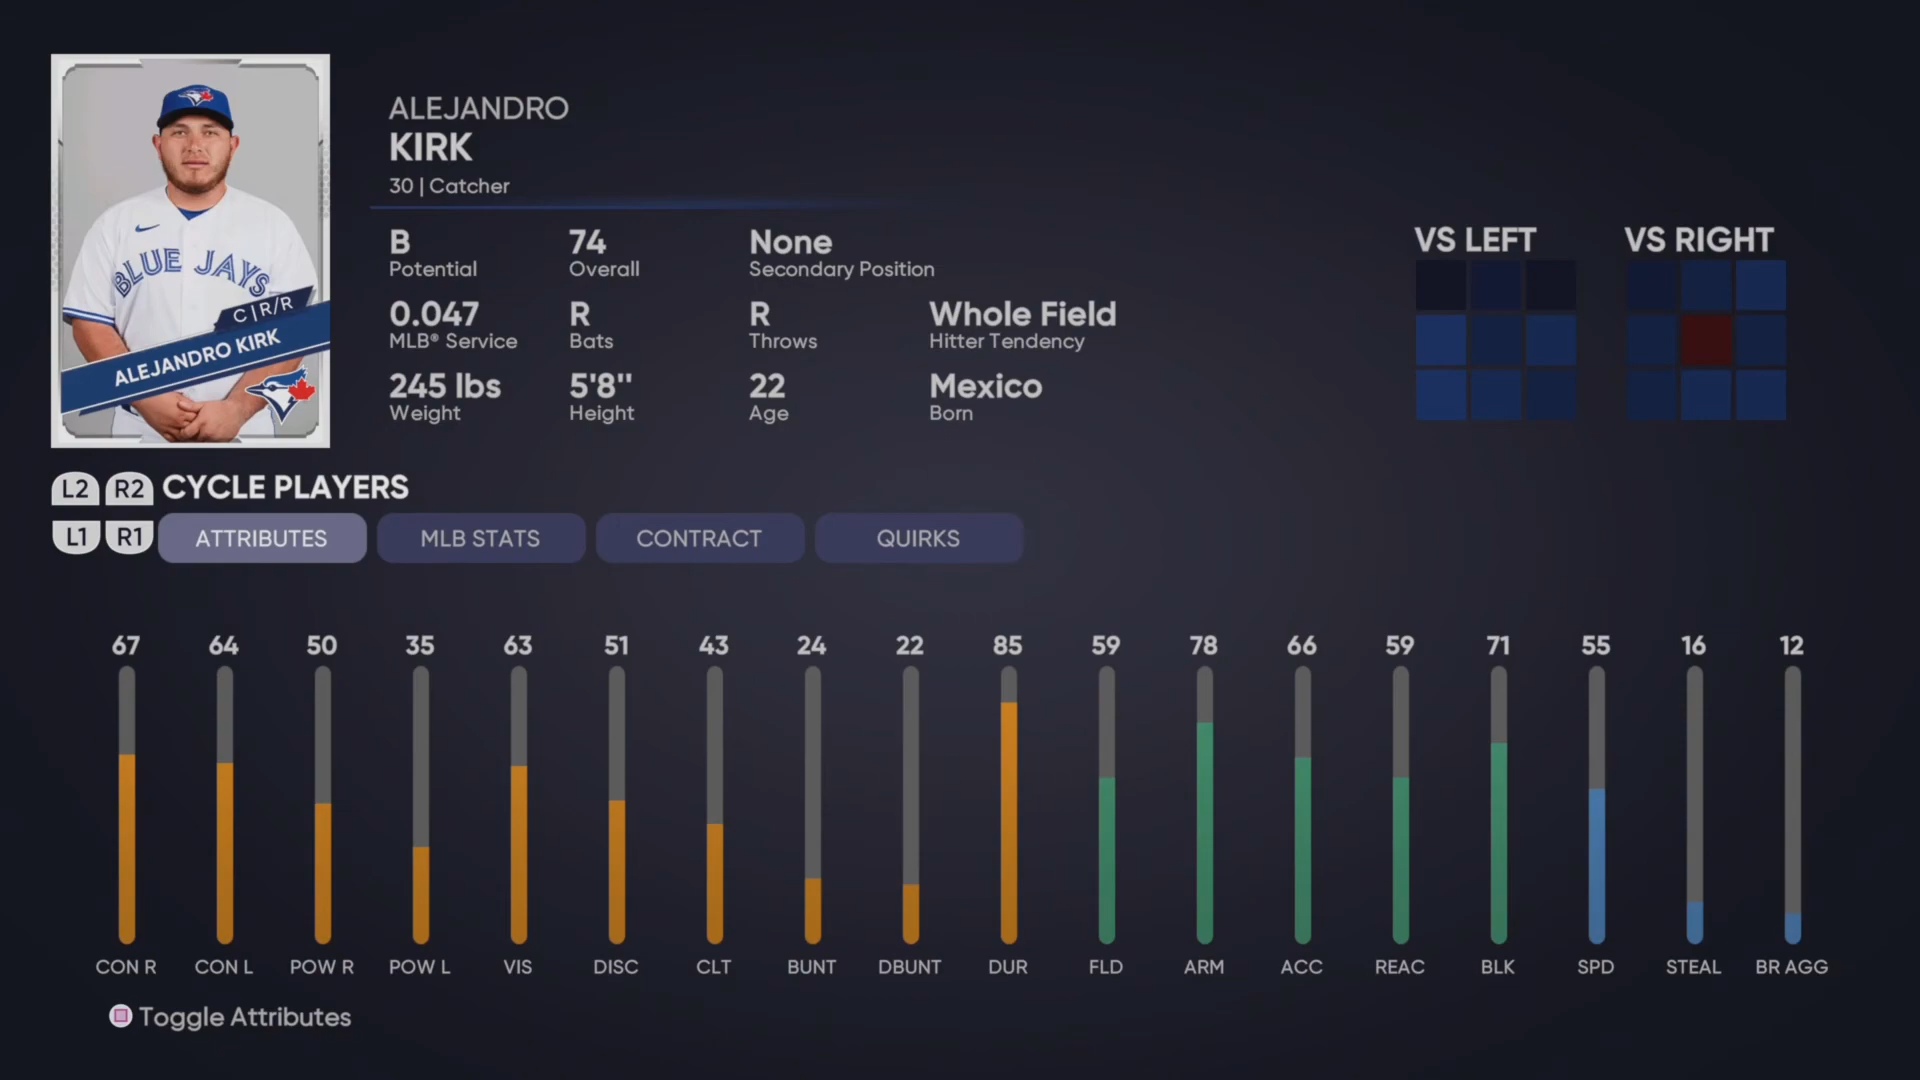 BLUE JAYS
C|R/R
ALEJANDRO KIRK
ALEJANDRO
KIRK
30 | Catcher
B 74 None
Potential Overall Secondary Position
0.047 R R Whole Field
MLB® Service Bats Throws Hitter Tendency
245 lbs 5'8'' 22 Mexico
Weight Height Age Born
VS LEFT VS RIGHT
L2 R2 CYCLE PLAYERS
L1 R1 ATTRIBUTES MLB STATS CONTRACT QUIRKS
67 64 50 35 63 51 43 24 22 85 59 78 66 59 71 55 16 12
CON R CON L POW R POW L VIS DISC CLT BUNT DBUNT DUR FLD ARM ACC REAC BLK SPD STEAL BR AGG
Toggle Attributes